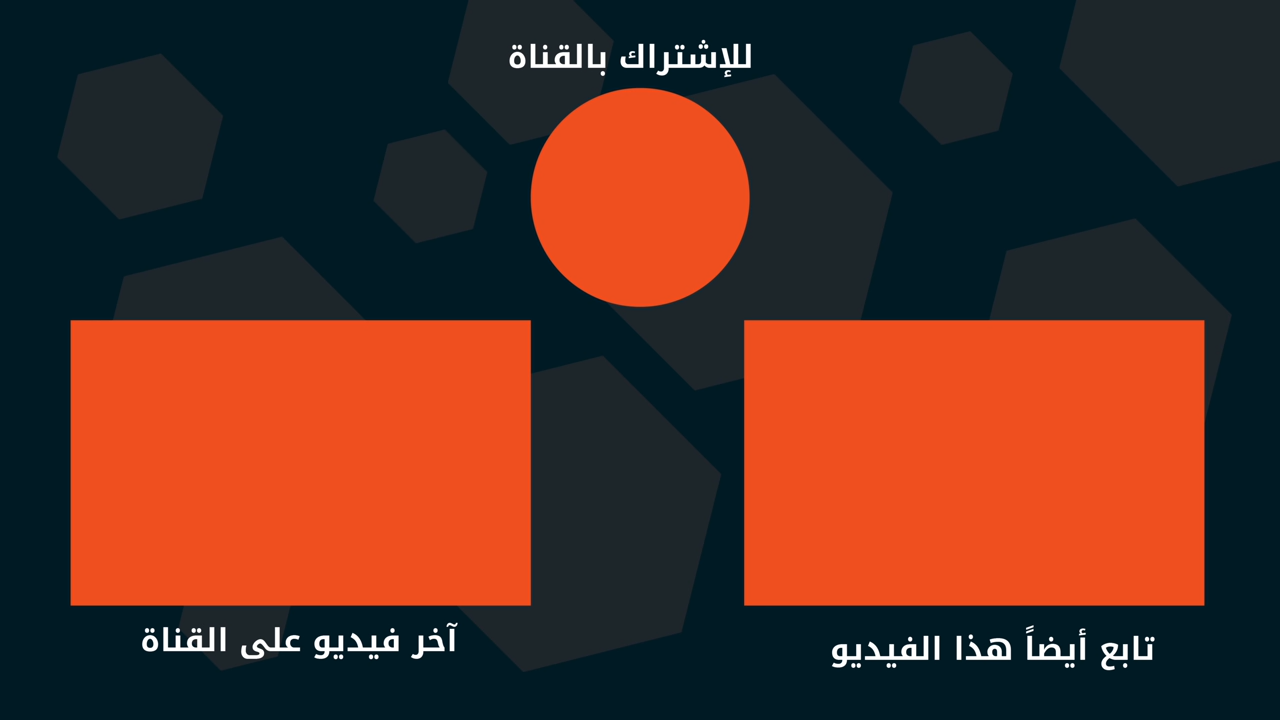 للإشتراك بالقناة
تابع أيضاً هذا الفيديو
آخر فيديو على القناة